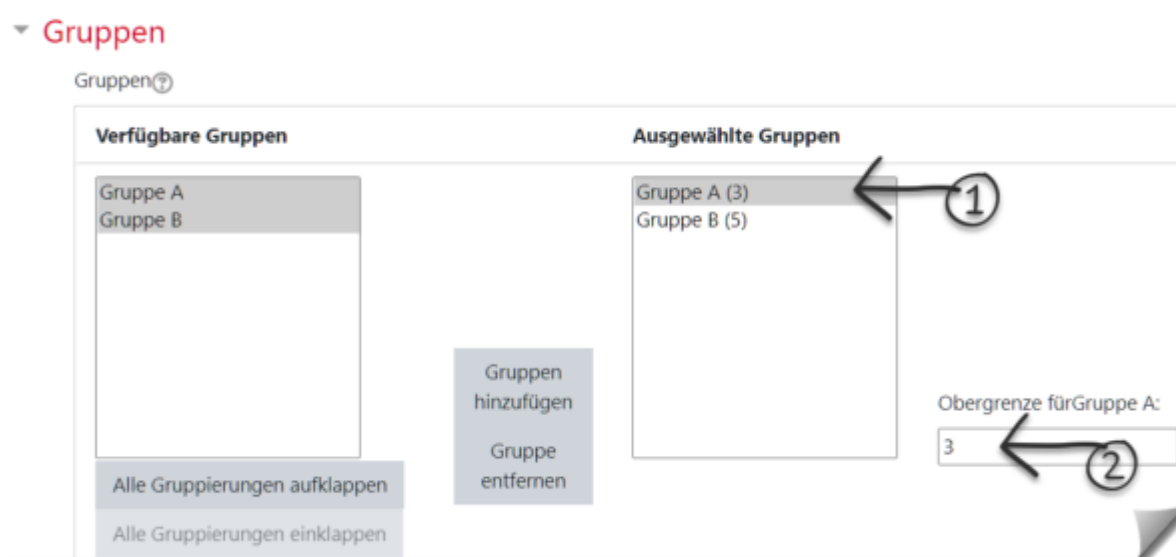 Gruppen
Gruppen?
Verfügbare Gruppen
Ausgewählte Gruppen
Gruppe A
Gruppe B
Gruppe A (3)
Gruppe B (5)
1
Gruppen
hinzufügen
Gruppe
entfernen
Obergrenze fürGruppe A:
3
2
Alle Gruppierungen aufklappen
Alle Gruppierungen einklappen